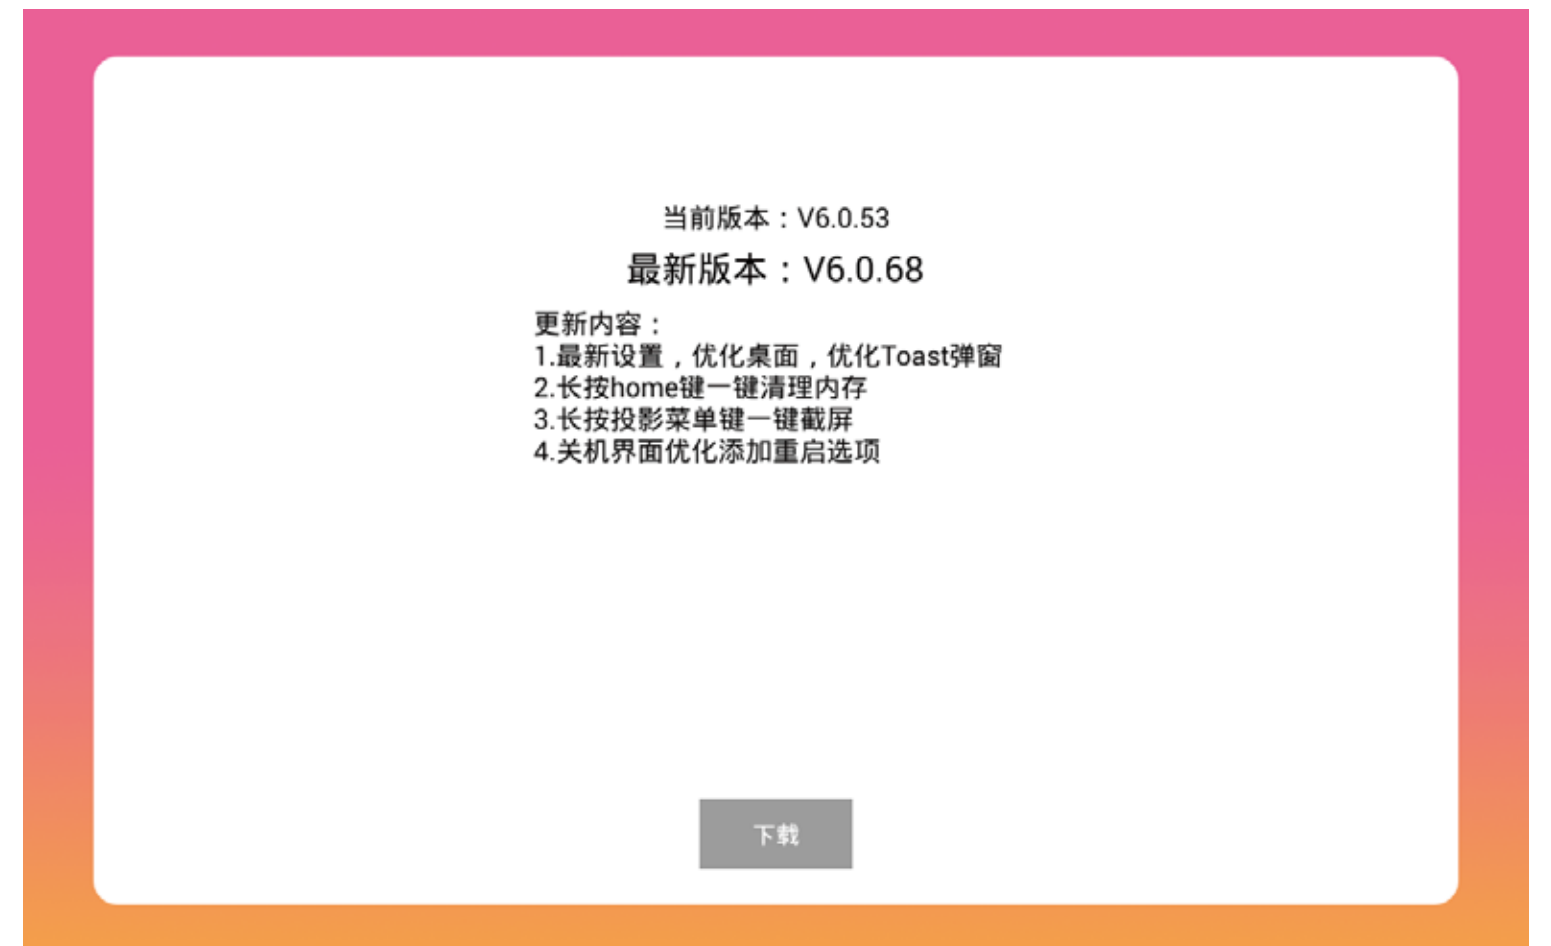 当前版本：V6.0.53
最新版本：V6.0.68
更新内容：
1.最新设置，优化桌面，优化Toast弹窗
2.长按home键一键清理内存
3.长按投影菜单键一键截屏
4.关机界面优化添加重启选项
下载